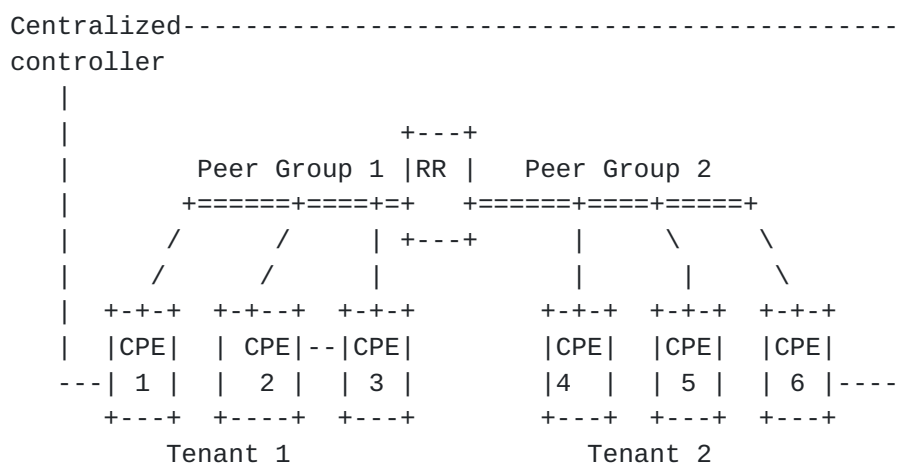 Centralized
controller
Peer Group 1 RR Peer Group 2
CPE CPE CPE CPE CPE CPE
1 2 3 4 5 6
Tenant 1 Tenant 2